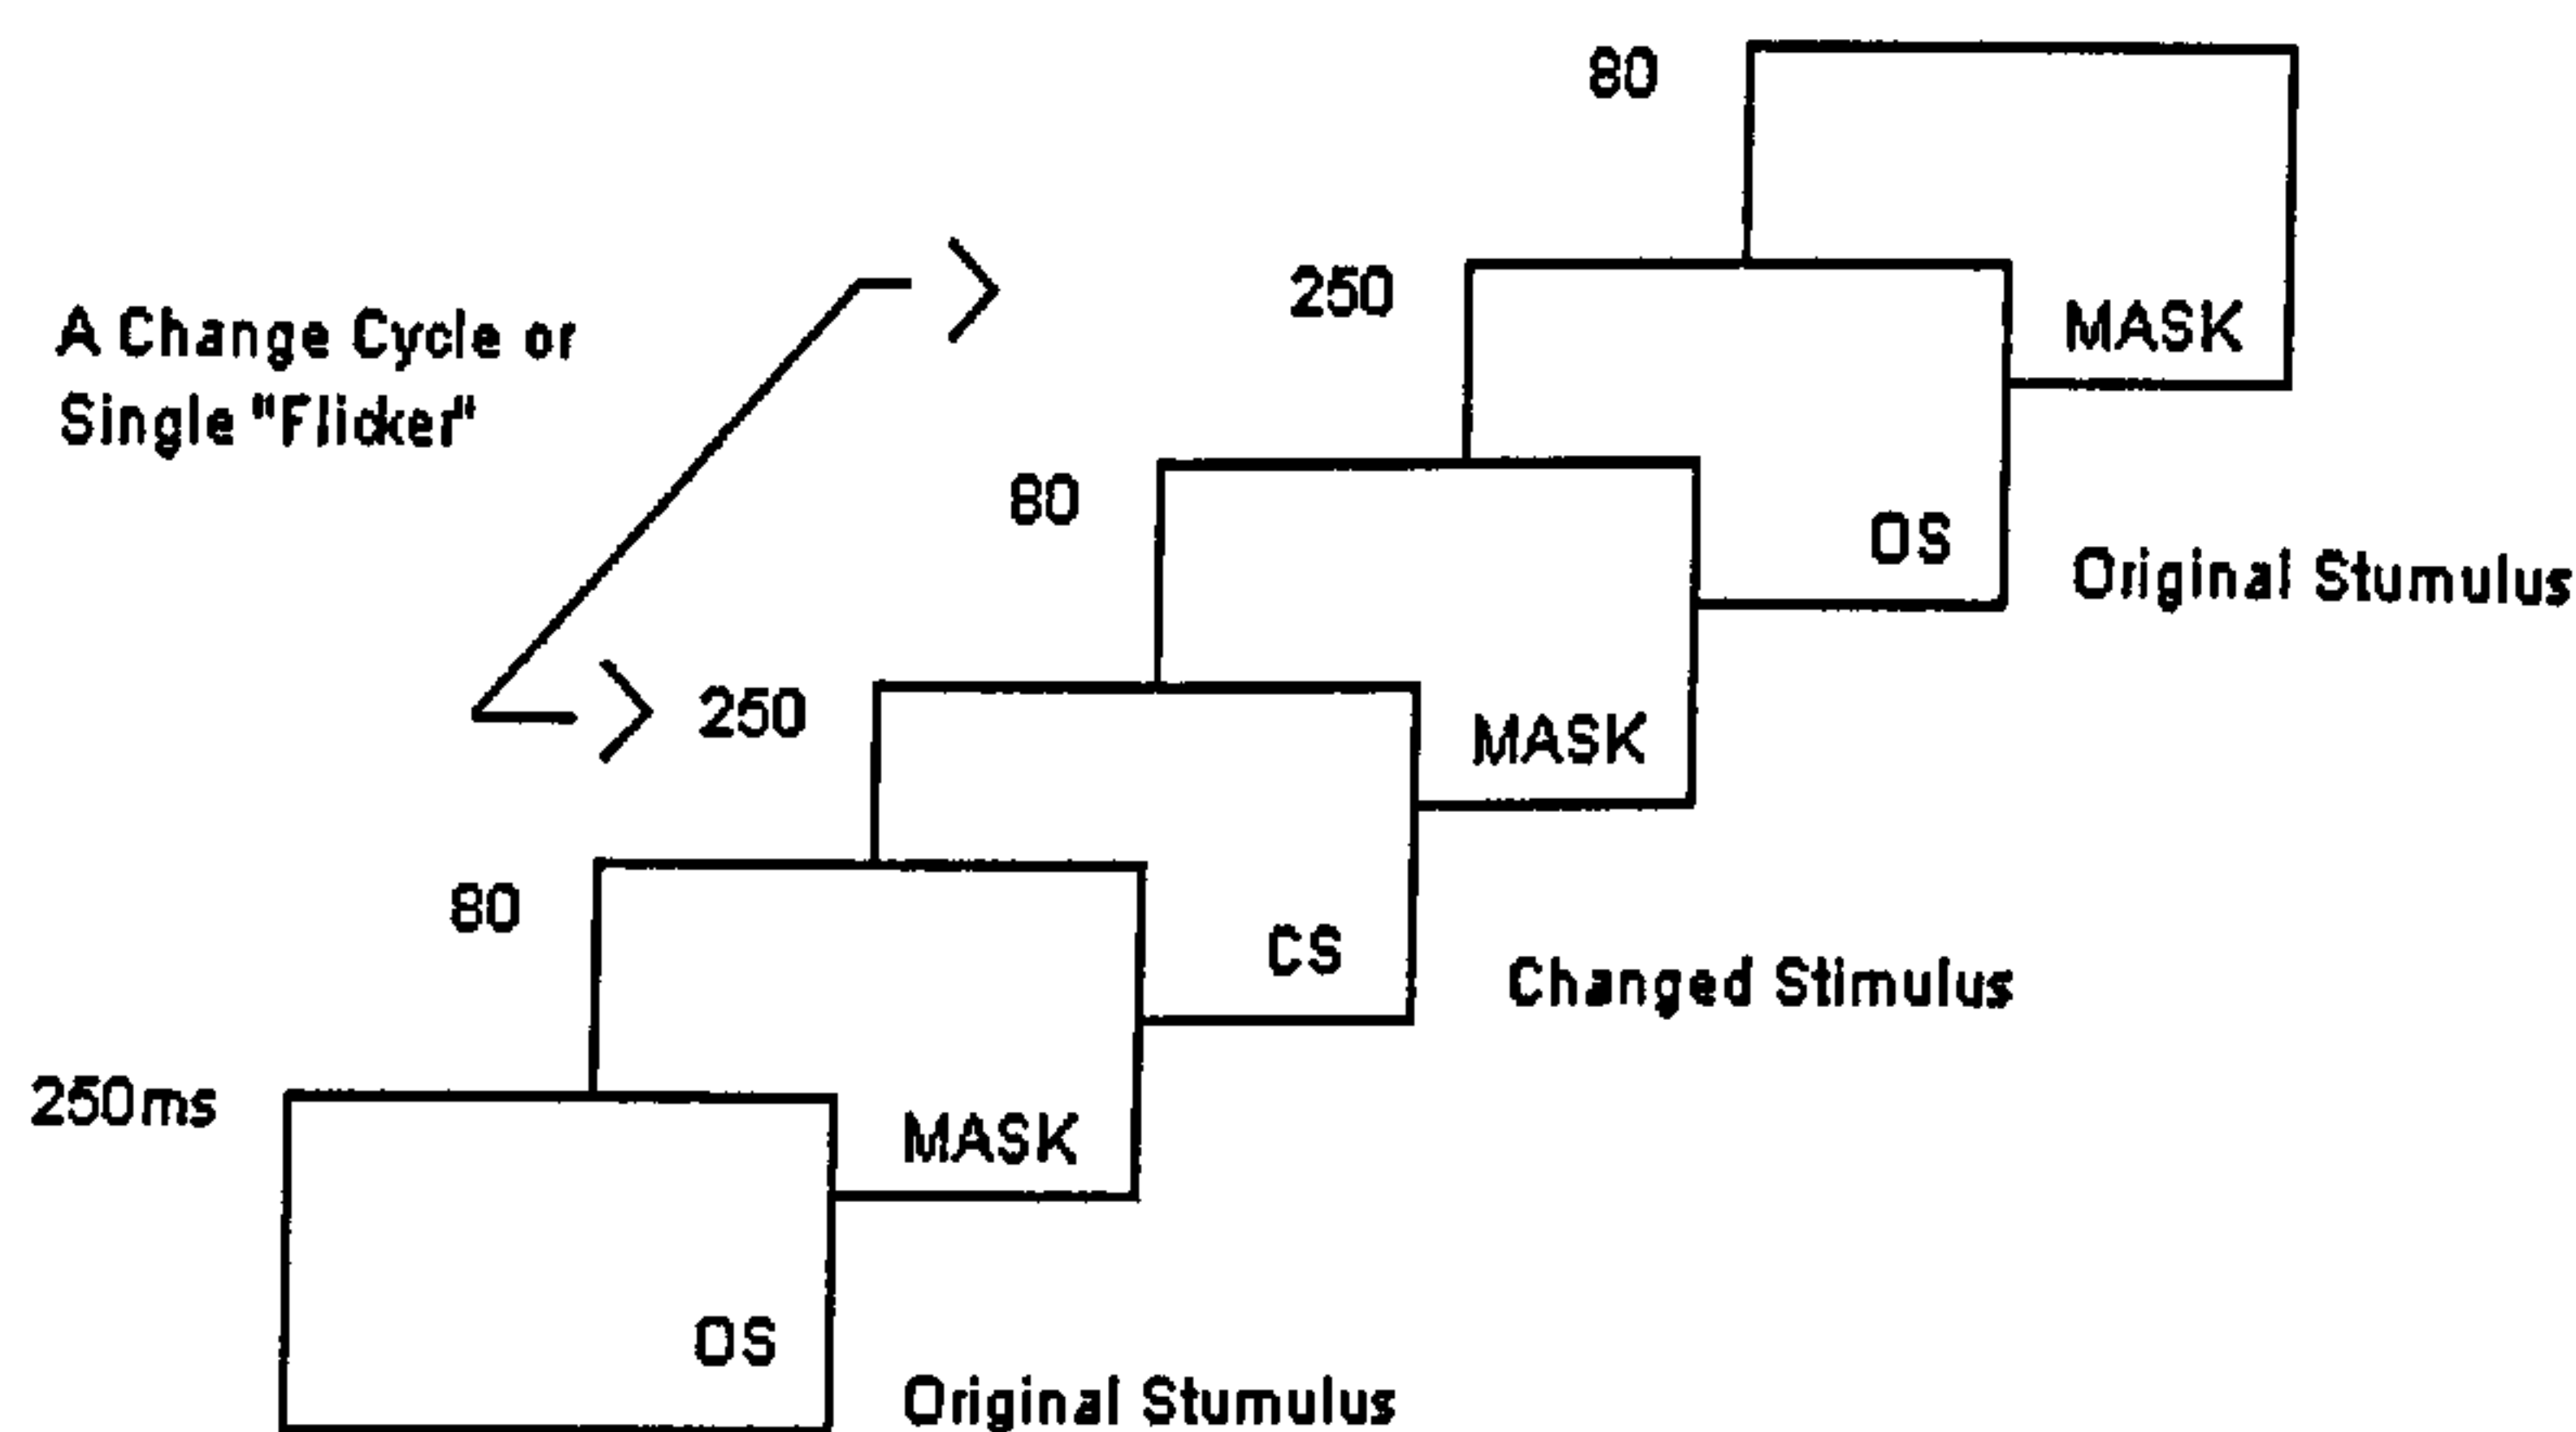 80
250
A Change Cycle or
Single "Flicker"
MASK
80
OS
Original Stumulus
250
MASK
80
CS
Changed Stimulus
250ms
MASK
OS
Original Stumulus